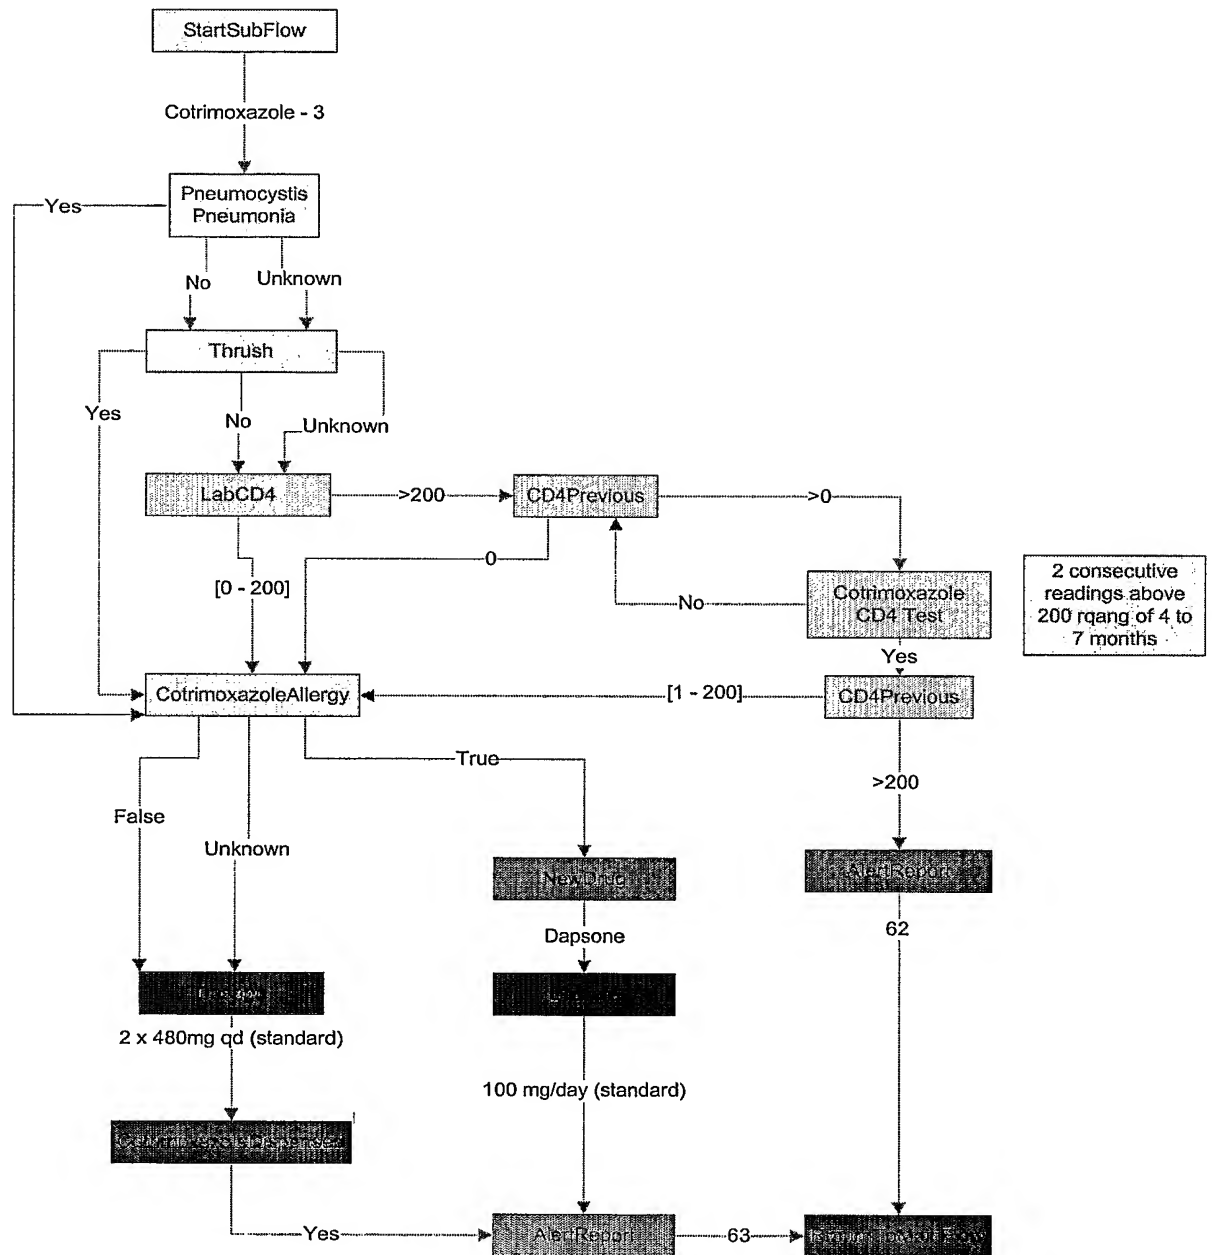 StartSubFlow
Cotrimoxazole - 3
Pneumocystis
Pneumonia
Yes
No
Unknown
Thrush
Yes
No
Unknown
LabCD4
>200
CD4Previous
>0
[0 - 200]
0
No
Cotrimoxazole
CD4 Test
2 consecutive
readings above
200 rqang of 4 to
7 months
Yes
CotrimoxazoleAllergy
[1 - 200]
CD4Previous
True
>200
False
Unknown
NewDrug
AlertReport
Dapsone
62
2 x 480mg qd (standard)
100 mg/day (standard)
CotrimoxazoleDispensed
Yes
AlertReport
63